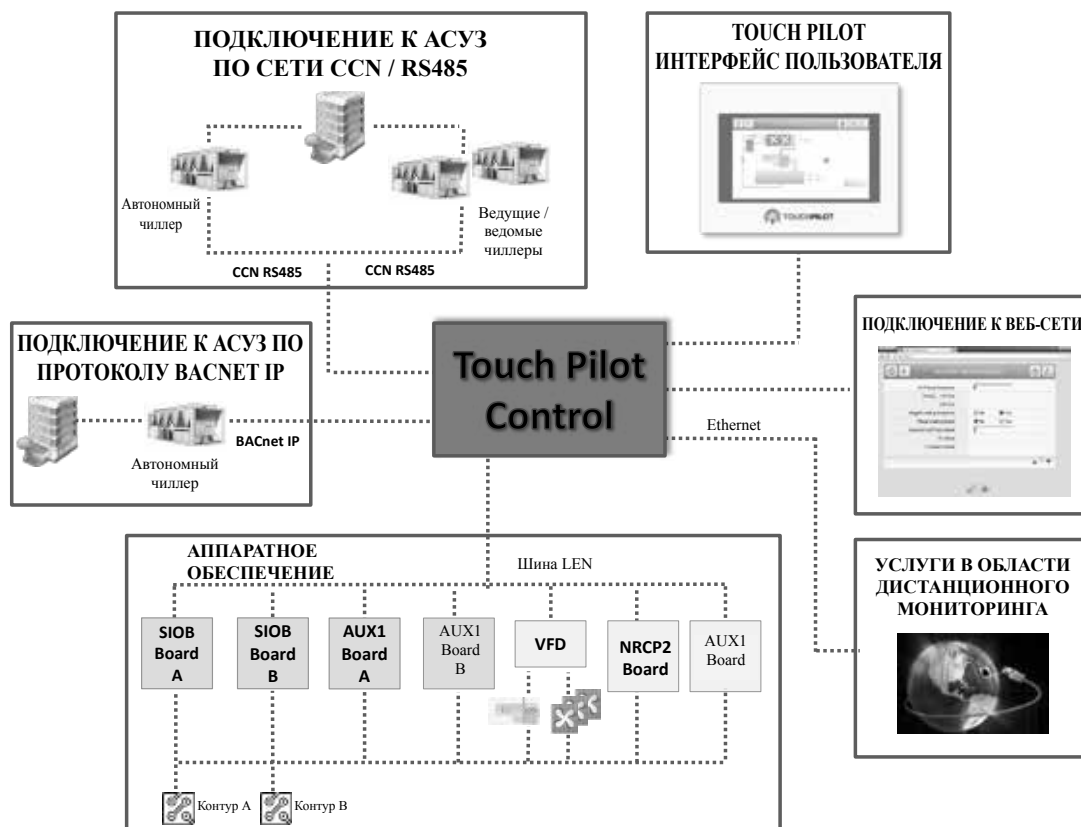 ПОДКЛЮЧЕНИЕ К АСУЗ
ПО СЕТИ CCN / RS485
Автономный
чиллер
Ведущие /
ведомые
чиллеры
CCN RS485
CCN RS485
TOUCH PILOT
ИНТЕРФЕЙС ПОЛЬЗОВАТЕЛЯ
TOUCHPILOT
ПОДКЛЮЧЕНИЕ К АСУЗ ПО
ПРОТОКОЛУ BACNET IP
BACnet IP
Автономный
чиллер
Touch Pilot
Control
Ethernet
ПОДКЛЮЧЕНИЕ К ВЕБ-СЕТИ
АППАРАТНОЕ
ОБЕСПЕЧЕНИЕ
Шина LEN
SIOB
Board
A
SIOB
Board
B
AUX1
Board
A
AUX1
Board
B
VFD
NRCP2
Board
AUX1
Board
Контур A
Контур B
УСЛУГИ В ОБЛАСТИ
ДИСТАНЦИОННОГО
МОНИТОРИНГА